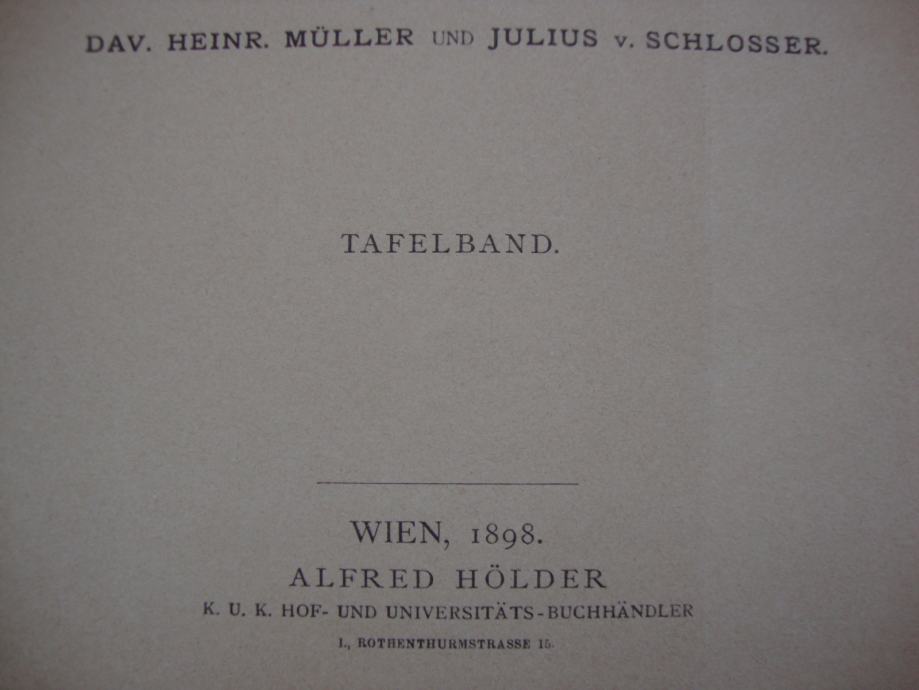 DAV. HEINR. MÜLLER UND JULIUS v. SCHLOSSER.
TAFELBAND.
WIEN, 1898.
ALFRED HÖLDER
K. U. K. HOF- UND UNIVERSITÄTS-BUCHHÄNDLER
I., ROTHENTHURMSTRASSE 15.